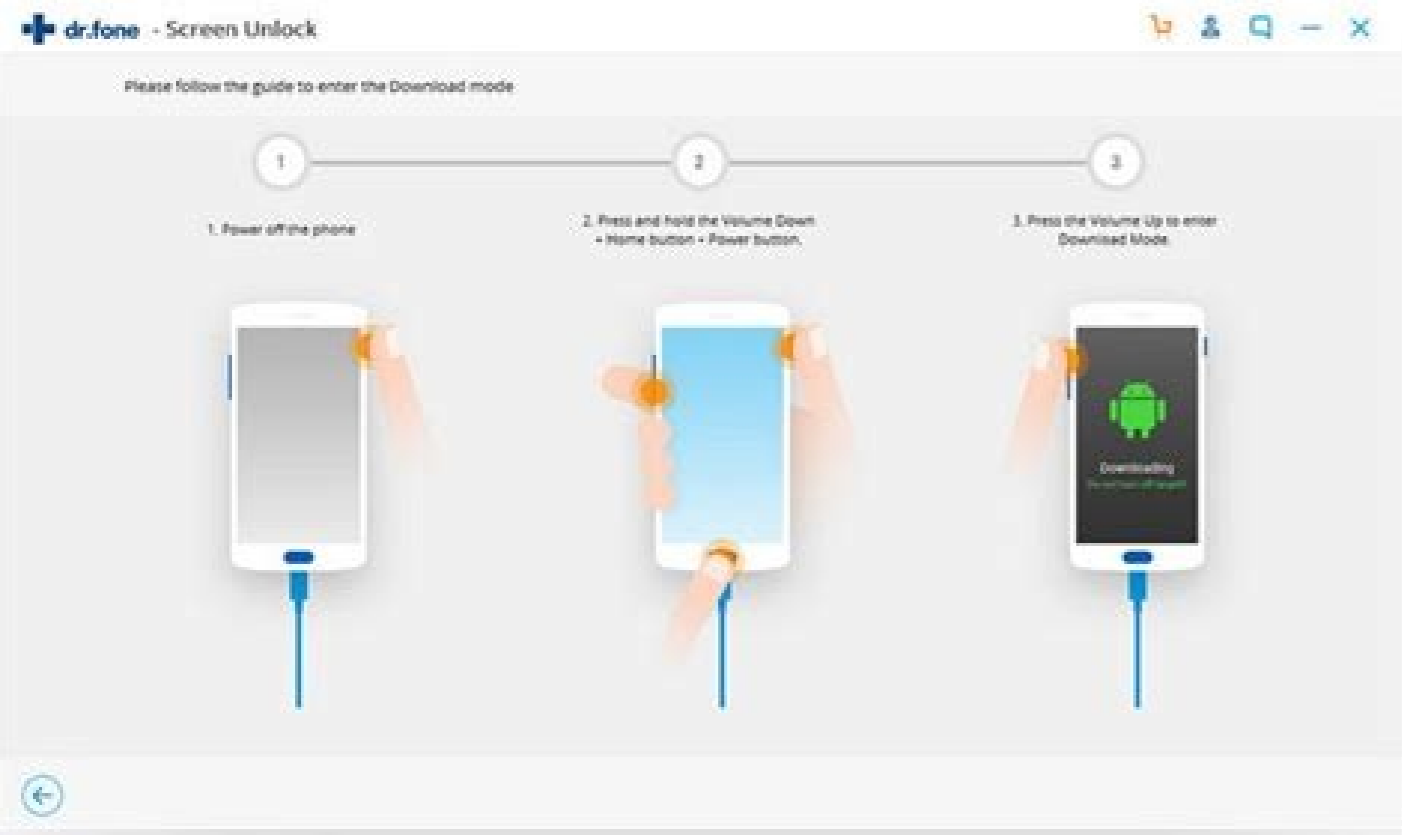 dr.fone - Screen Unlock
Please follow the guide to enter the Download mode
1
2
3
1. Power off the phone
2. Press and hold the Volume Down
+ Home button + Power button.
3. Press the Volume Up to enter
Download Mode.
Downloading